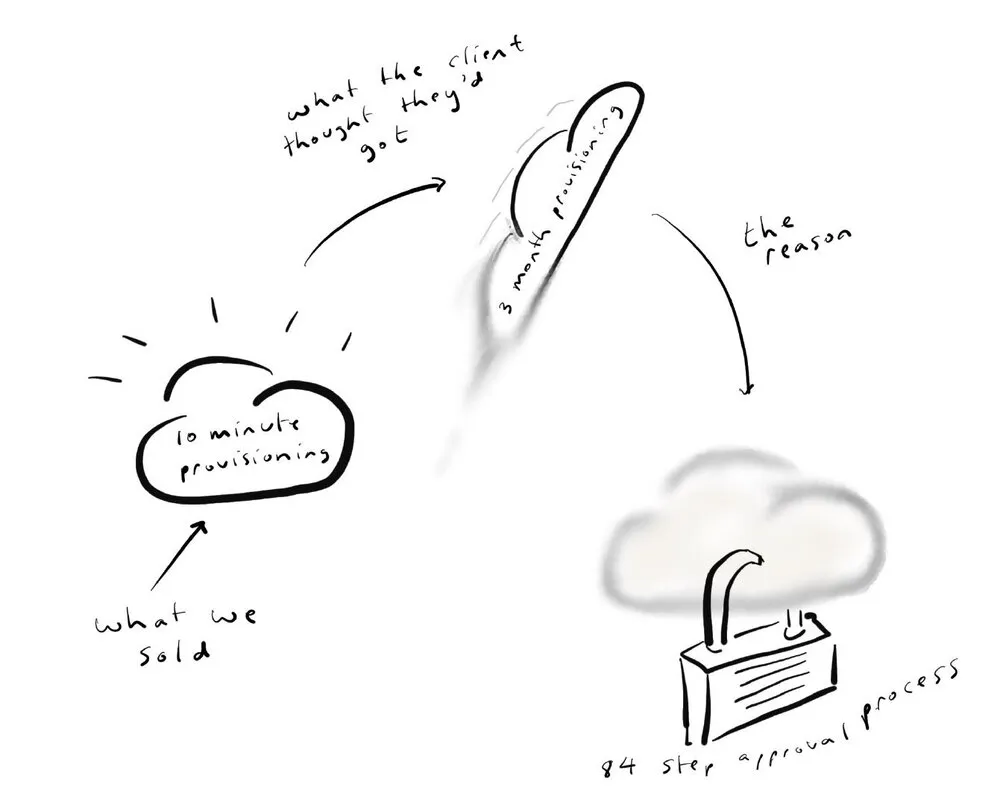 what the client
thought they'd
got
3 month provisioning
the
reason
10 minute
provisioning
what we
sold
84 step approval process